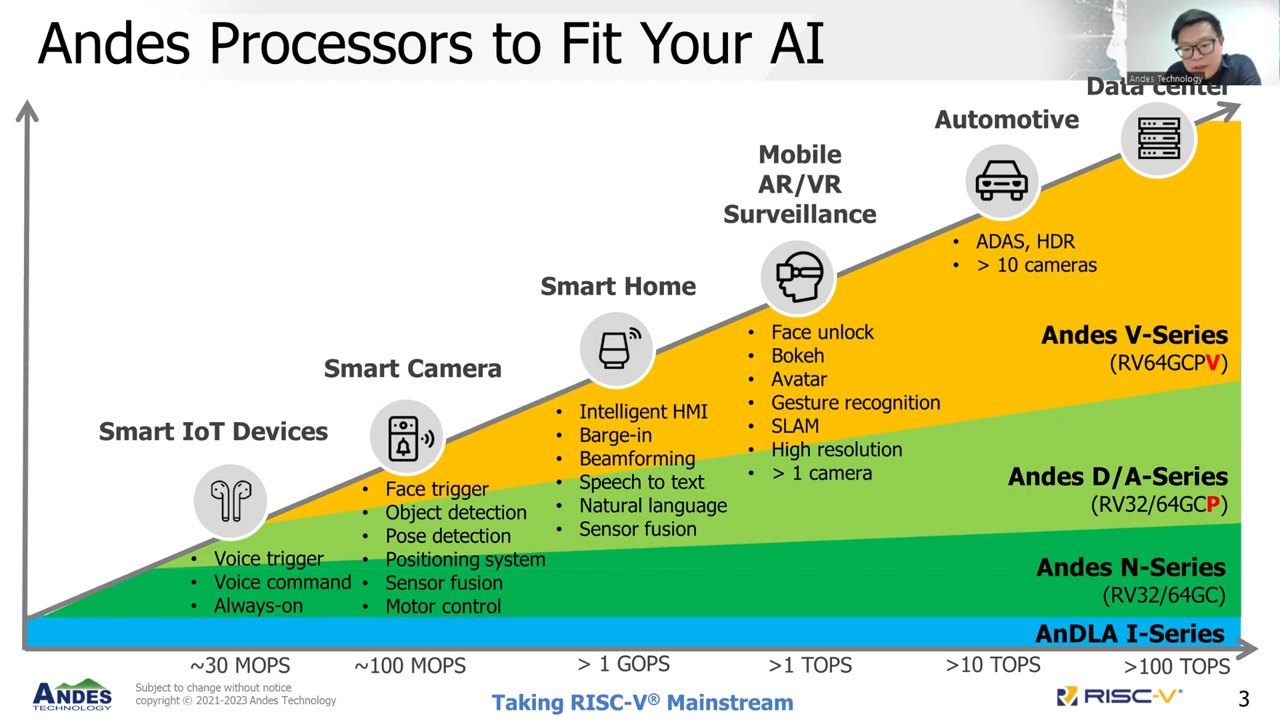 Andes Processors to Fit Your AI
Andes Technology
Data center
Automotive
Mobile
AR/VR
Surveillance
• ADAS, HDR
• > 10 cameras
Smart Home
• Face unlock
• Bokeh
• Avatar
• Gesture recognition
• SLAM
• High resolution
• > 1 camera
Andes V-Series
(RV64GCPV)
Smart Camera
• Intelligent HMI
• Barge-in
• Beamforming
• Speech to text
• Natural language
• Sensor fusion
Smart IoT Devices
• Face trigger
• Object detection
• Pose detection
• Positioning system
• Sensor fusion
• Motor control
Andes D/A-Series
(RV32/64GCP)
• Voice trigger
• Voice command
• Always-on
Andes N-Series
(RV32/64GC)
AnDLA I-Series
~30 MOPS
~100 MOPS
> 1 GOPS
>1 TOPS
>10 TOPS
>100 TOPS
ANDES
TECHNOLOGY
Subject to change without notice
copyright © 2021-2023 Andes Technology
Taking RISC-V® Mainstream
RISC-V®
3